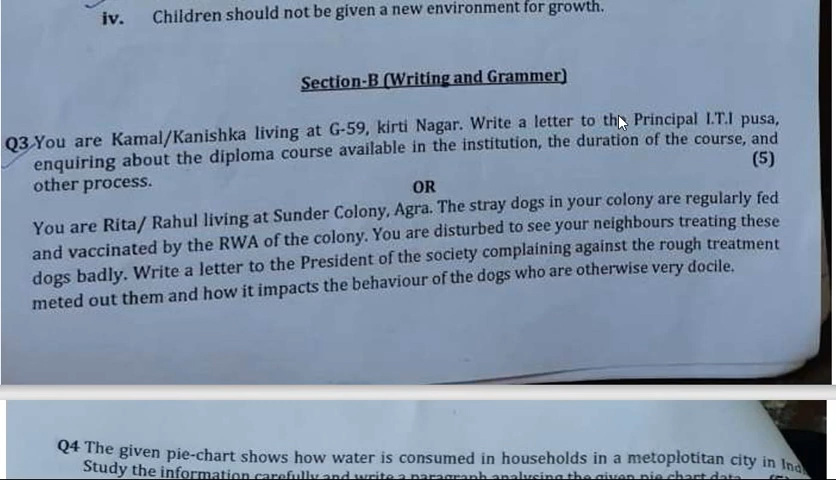 iv. Children should not be given a new environment for growth.
Section-B (Writing and Grammer)
Q3 You are Kamal/Kanishka living at G-59, kirti Nagar. Write a letter to the Principal I.T.I pusa,
enquiring about the diploma course available in the institution, the duration of the course, and
other process. (5)
OR
You are Rita/ Rahul living at Sunder Colony, Agra. The stray dogs in your colony are regularly fed
and vaccinated by the RWA of the colony. You are disturbed to see your neighbours treating these
dogs badly. Write a letter to the President of the society complaining against the rough treatment
meted out them and how it impacts the behaviour of the dogs who are otherwise very docile.
Q4 The given pie-chart shows how water is consumed in households in a metoplotitan city in
Study the information carefully and write a paragraph analysing the given pie chart data